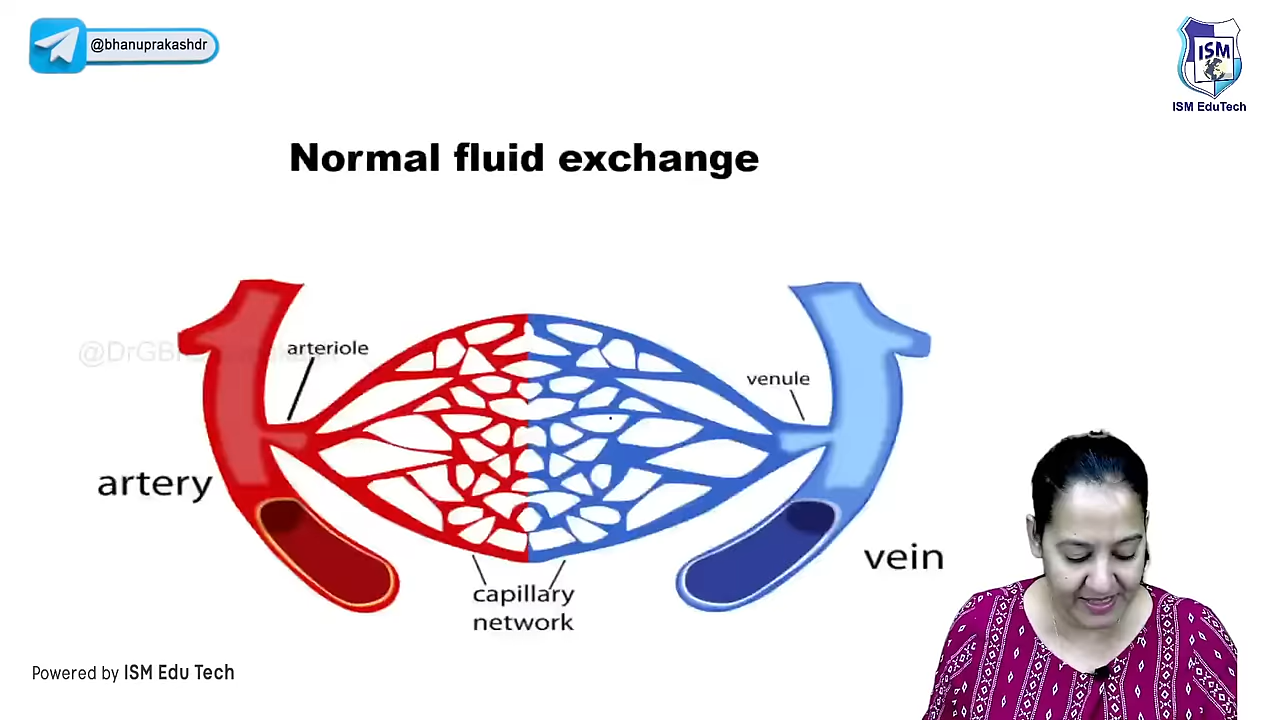 @bhanuprakashdr
ISM
ISM EduTech
Normal fluid exchange
arteriole
venule
artery
vein
capillary
network
Powered by ISM Edu Tech